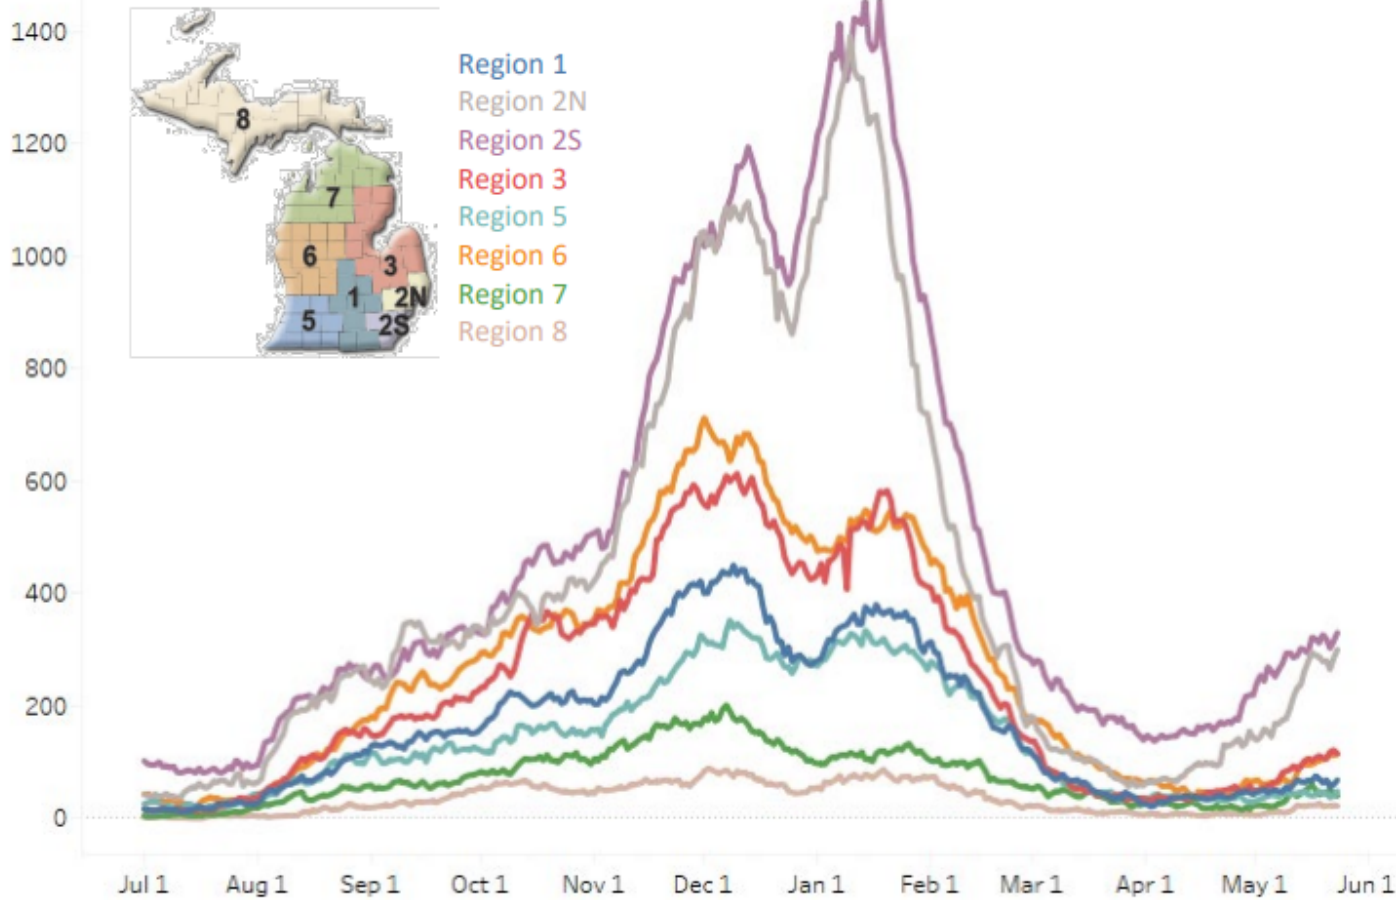 1400
1200
1000
800
600
400
200
0
Region 1
Region 2N
Region 2S
Region 3
Region 5
Region 6
Region 7
Region 8
8
7
6
3
1
2N
5
2S
Jul 1 Aug 1 Sep 1 Oct 1 Nov 1 Dec 1 Jan 1 Feb 1 Mar 1 Apr 1 May 1 Jun 1